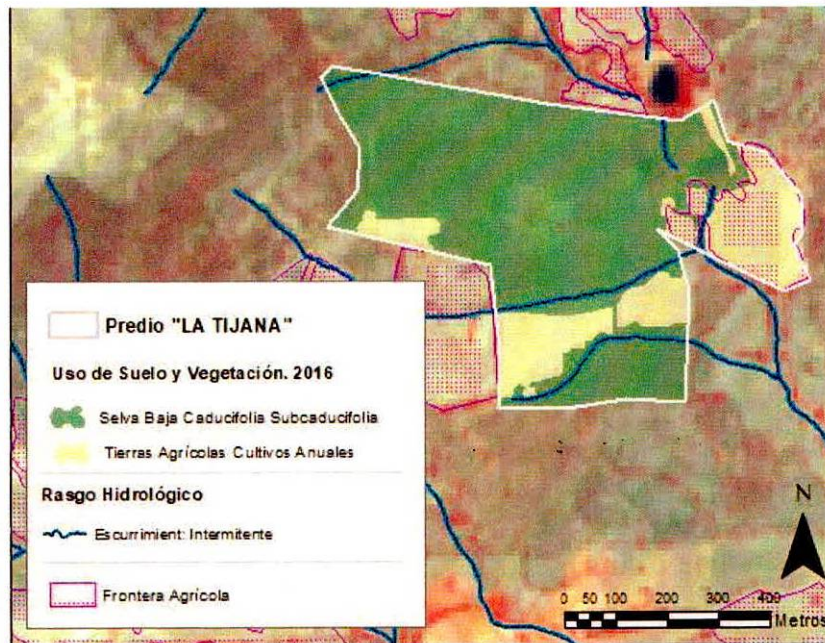 Predio "LA TIJANA"
Uso de Suelo y Vegetación. 2016
Selva Baja Caducifolia Subcaducifolia
Tierras Agrícolas Cultivos Anuales
Rasgo Hidrológico
Escurrimient: Intermitente
Frontera Agrícola
N
0 50 100 200 300 400
Metros